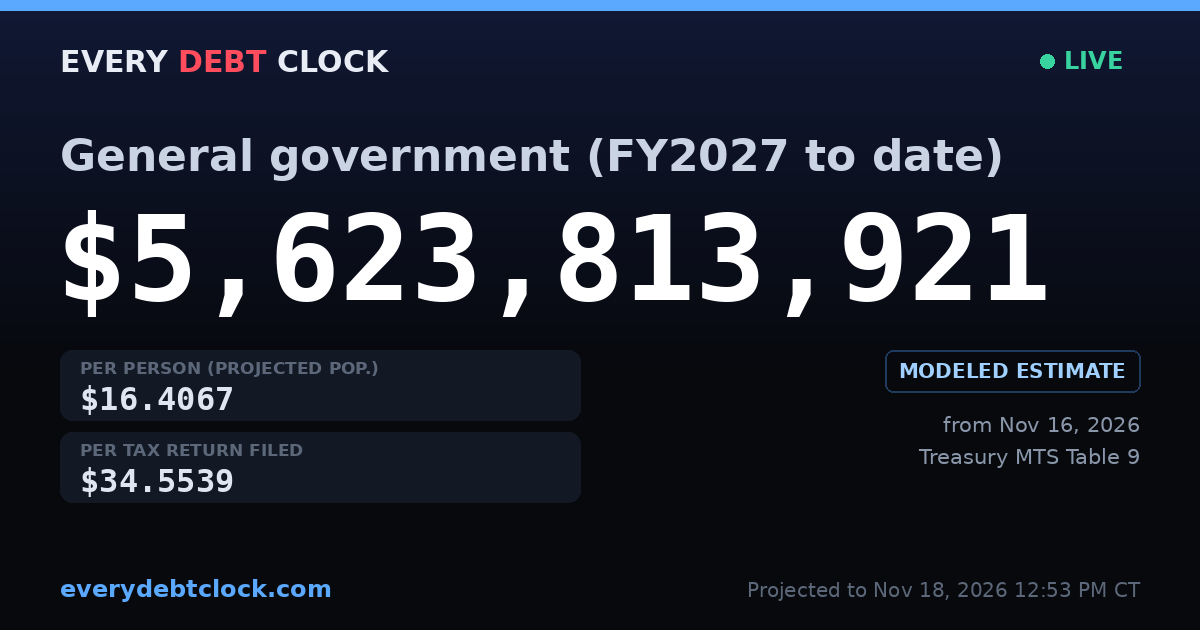 EVERY DEBT CLOCK
LIVE
General government (FY2027 to date)
$5,623,813,921
PER PERSON (PROJECTED POP.)
$16.4067
PER TAX RETURN FILED
$34.5539
MODELED ESTIMATE
from Nov 16, 2026
Treasury MTS Table 9
everydebtclock.com
Projected to Nov 18, 2026 12:53 PM CT